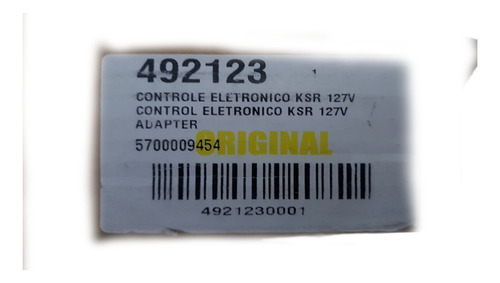 492123
CONTROLE ELETRONICO KSR 127V
CONTROL ELETRONICO KSR 127V
ADAPTER
5700009454
ORIGINAL
4921230001